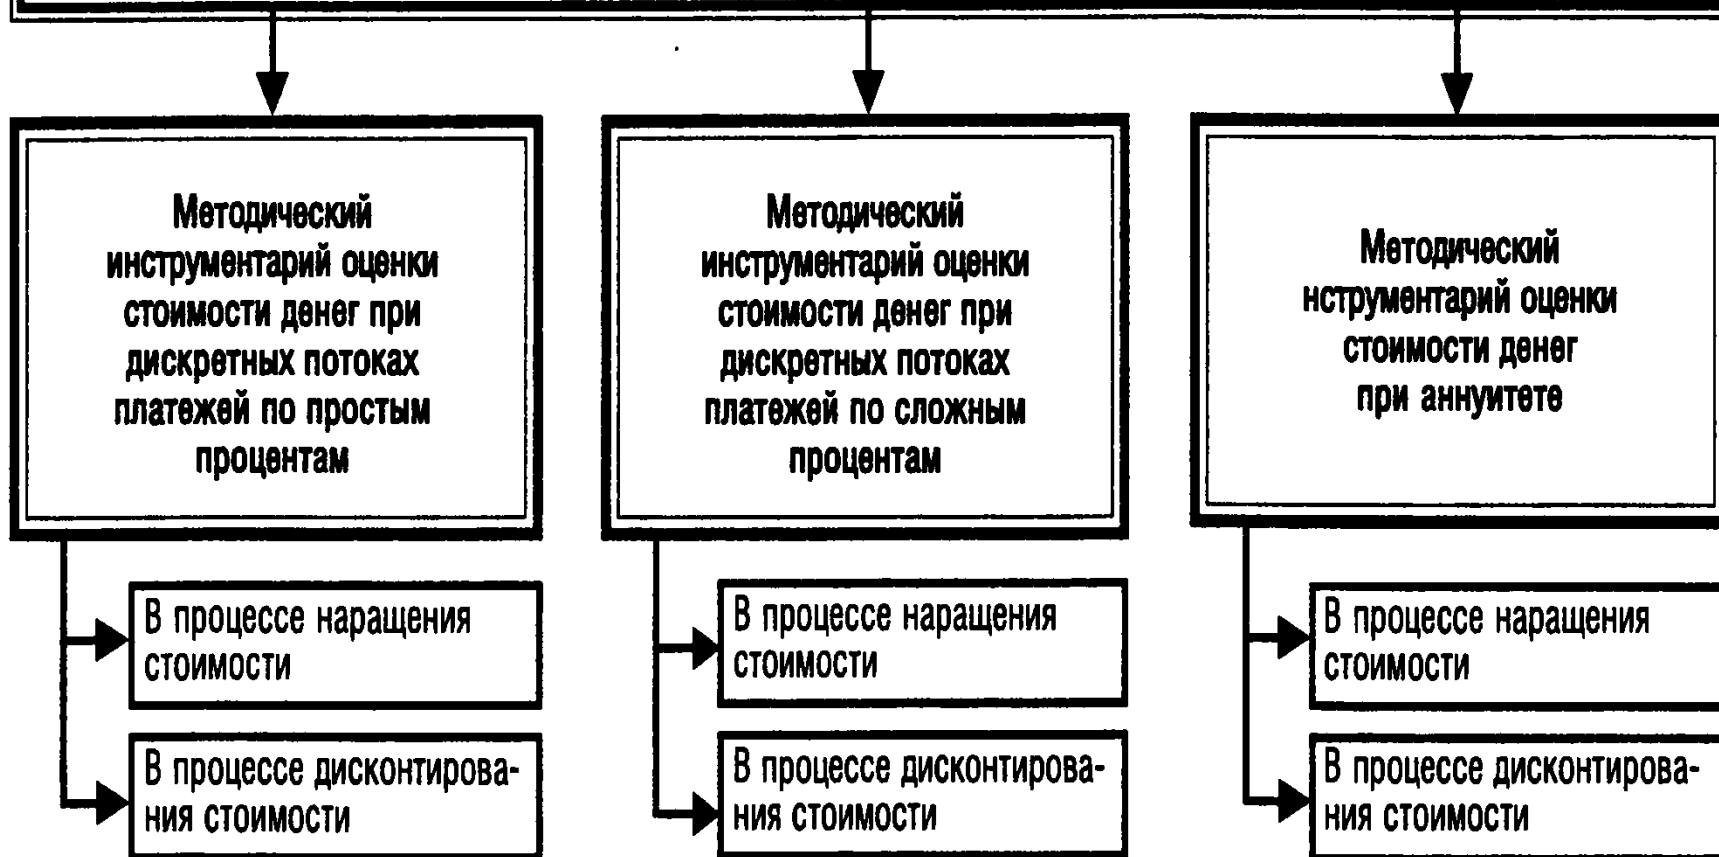 Методический
инструментарий оценки
стоимости денег при
дискретных потоках
платежей по простым
процентам
Методический
инструментарий оценки
стоимости денег при
дискретных потоках
платежей по сложным
процентам
Методический
нструментарий оценки
стоимости денег
при аннуитете
В процессе наращения
стоимости
В процессе дисконтирова-
ния стоимости
В процессе наращения
стоимости
В процессе дисконтирова-
ния стоимости
В процессе наращения
стоимости
В процессе дисконтирова-
ния стоимости